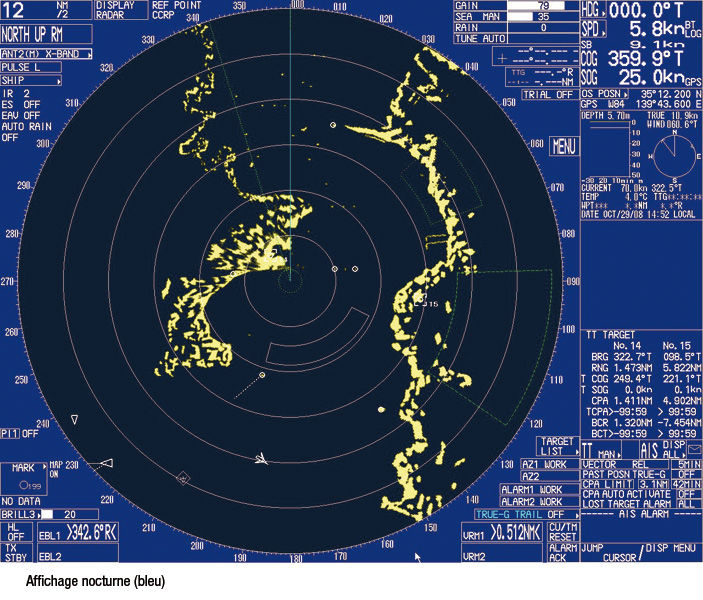 12 NM /2
DISPLAY RADAR
REF POINT CCRP
GAIN 79
SEA MAN 35
RAIN 0
TUNE AUTO
HDG 000.0°T
SPD 5.8kn BT LOG
SB 9.1kn
COG 359.9°T
SOG 25.0kn GPS
NORTH UP RM
ANT2(M) X-BAND
PULSE L
SHIP
IR 2
ES OFF
EAV OFF
AUTO RAIN OFF
TTG --:--
TRIAL OFF
OS POSN 35°12.200 N
GPS W84 139°43.600 E
DEPTH 5.70m TRUE 10.9kn
WIND 060.6°T
0
10
20
30
40
50
-30 20 10min m
N
W E
S
CURRENT 70.0kn 322.5°T
TEMP 4.0°C TTG**:**:**
WPT*** *.*NM *.*°R
DATE OCT/29/08 14:52 LOCAL
MENU
000
010
020
030
040
050
060
070
080
090
100
110
120
130
140
150
160
170
180
190
200
210
220
230
240
250
260
270
280
290
300
310
320
330
340
350
15
TT TARGET
No.14 No.15
BRG 322.7°T 098.5°T
RNG 1.473NM 5.822NM
T COG 249.4°T 221.1°T
T SOG 0.0kn 0.1kn
CPA 1.411NM 4.902NM
TCPA>-99:59 > 99:59
BCR 1.320NM -7.454NM
BCT>-99:59 > 99:59
TT MAN
AIS DISP ALL
VECTOR REL 5MIN
PAST POSN TRUE-G OFF
CPA LIMIT 3.1NM 42MIN
CPA AUTO ACTIVATE OFF
LOST TARGET ALARM ALL
AIS ALARM
JUMP CURSOR / DISP MENU
TARGET LIST
AZ1 WORK
AZ2
ALARM1 WORK
ALARM2 WORK
TRUE-G TRAIL OFF
PI1 OFF
MARK
199
MAP ON
NO DATA
BRILL3 20
HL OFF
EBL1 >342.6°R
TX STBY
EBL2
VRM1 >0.512NM
VRM2
CU/TM RESET
ALARM ACK
Affichage nocturne (bleu)